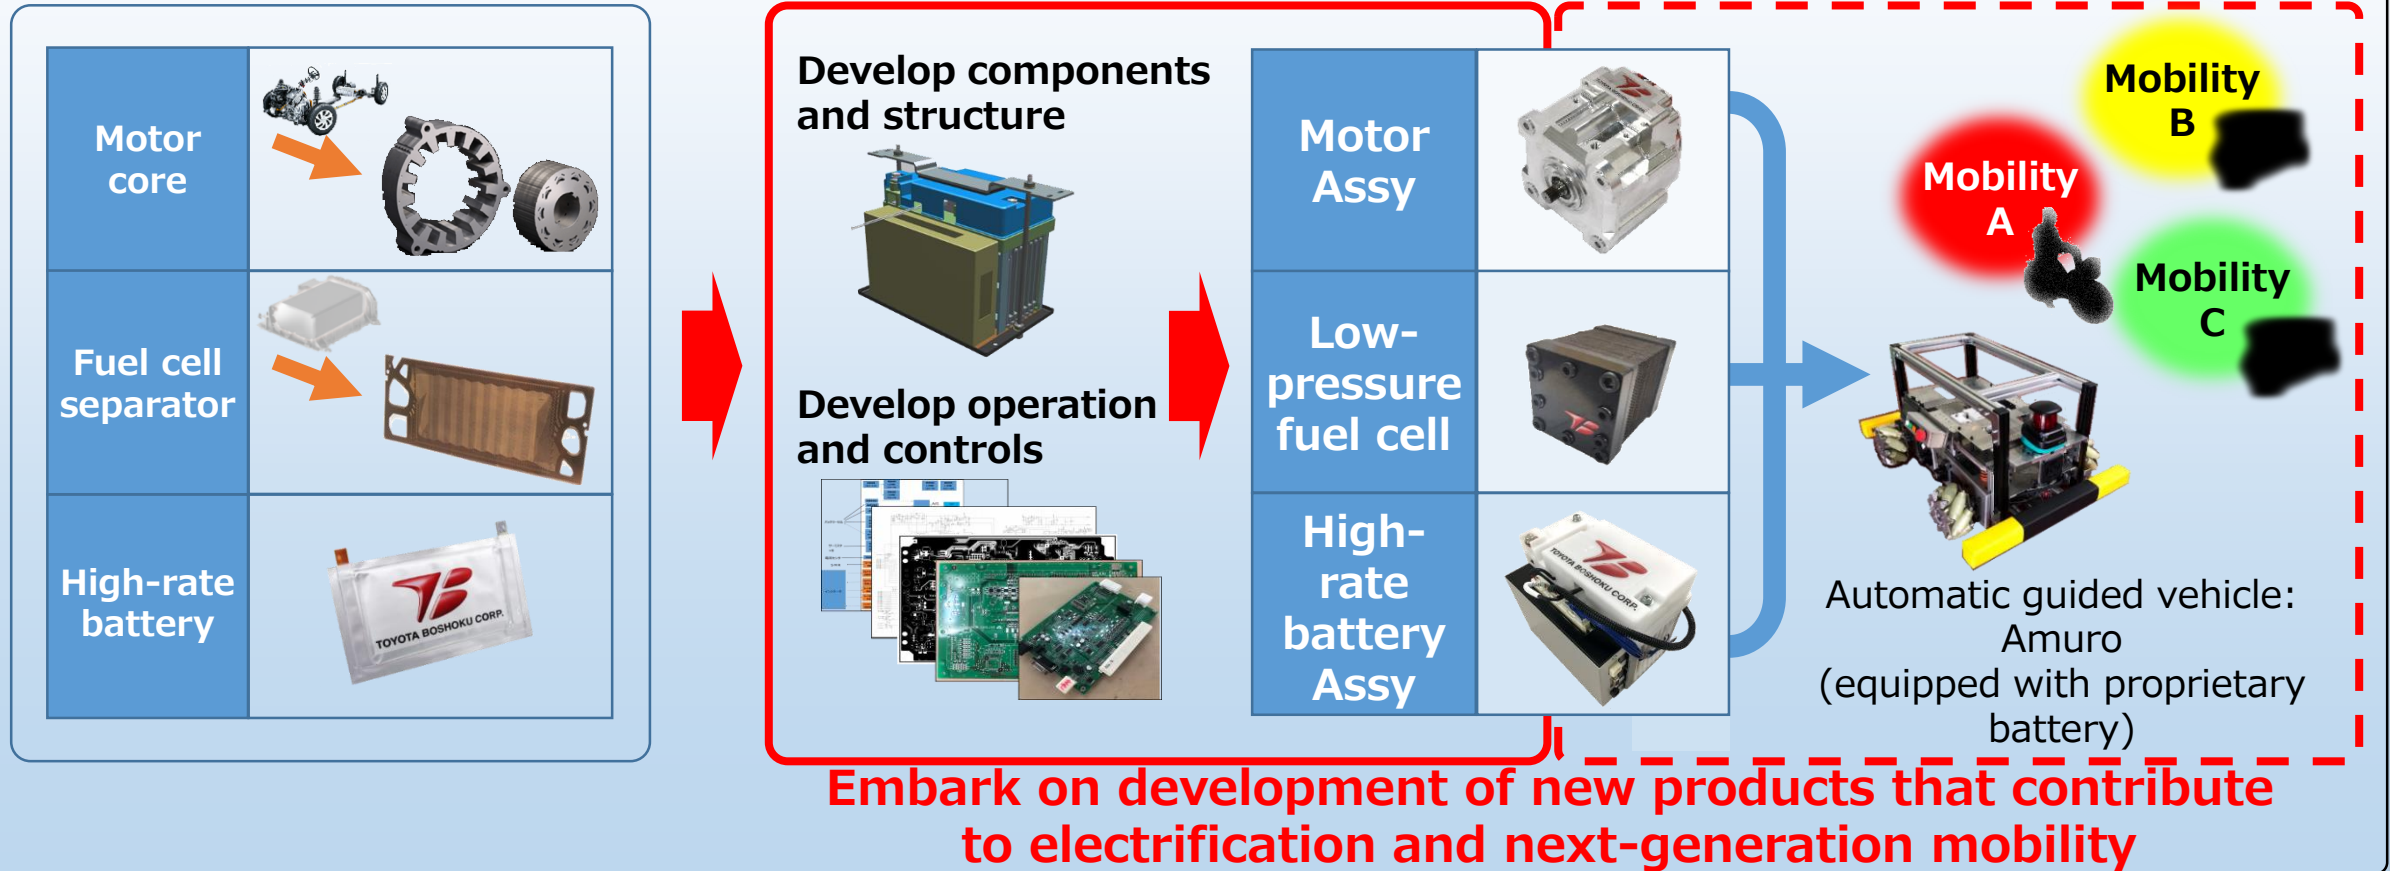 Motor
core
Fuel cell
separator
High-rate
battery
TOYOTA BOSHOKU CORP.
Develop components
and structure
Develop operation
and controls
Motor
Assy
Low-
pressure
fuel cell
High-
rate
battery
Assy
TOYOTA BOSHOKU CORP.
Mobility
A
Mobility
B
Mobility
C
Automatic guided vehicle:
Amuro
(equipped with proprietary
battery)
Embark on development of new products that contribute
to electrification and next-generation mobility